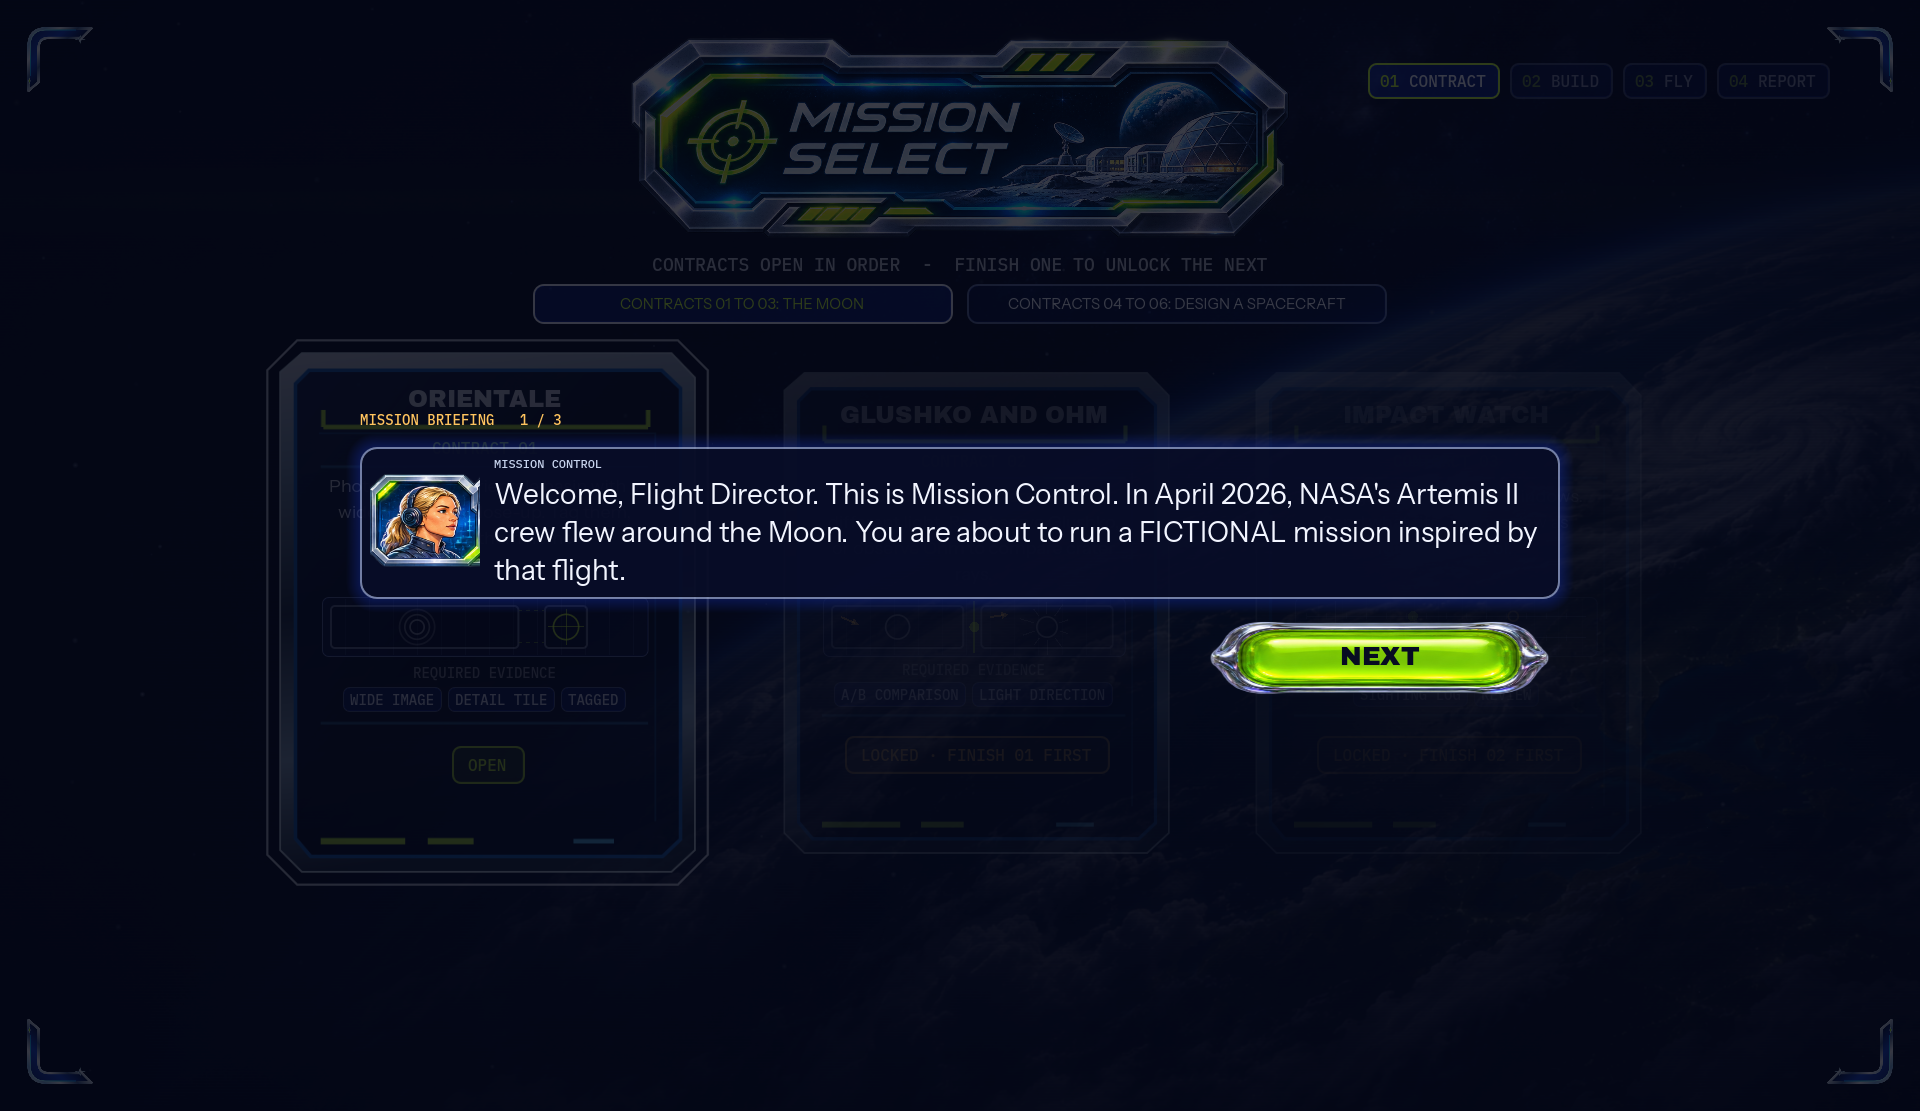 MISSION
SELECT
01 CONTRACT
02 BUILD
03 FLY
04 REPORT
CONTRACTS OPEN IN ORDER - FINISH ONE TO UNLOCK THE NEXT
CONTRACTS 01 TO 03: THE MOON
CONTRACTS 04 TO 06: DESIGN A SPACECRAFT
ORIENTALE
GLUSHKO AND OHM
IMPACT WATCH
MISSION BRIEFING 1 / 3
CONTRACT 01
MISSION CONTROL
Welcome, Flight Director. This is Mission Control. In April 2026, NASA's Artemis II
crew flew around the Moon. You are about to run a FICTIONAL mission inspired by
that flight.
NEXT
REQUIRED EVIDENCE
WIDE IMAGE
DETAIL TILE
TAGGED
OPEN
REQUIRED EVIDENCE
A/B COMPARISON
LIGHT DIRECTION
LOCKED · FINISH 01 FIRST
LOCKED · FINISH 02 FIRST